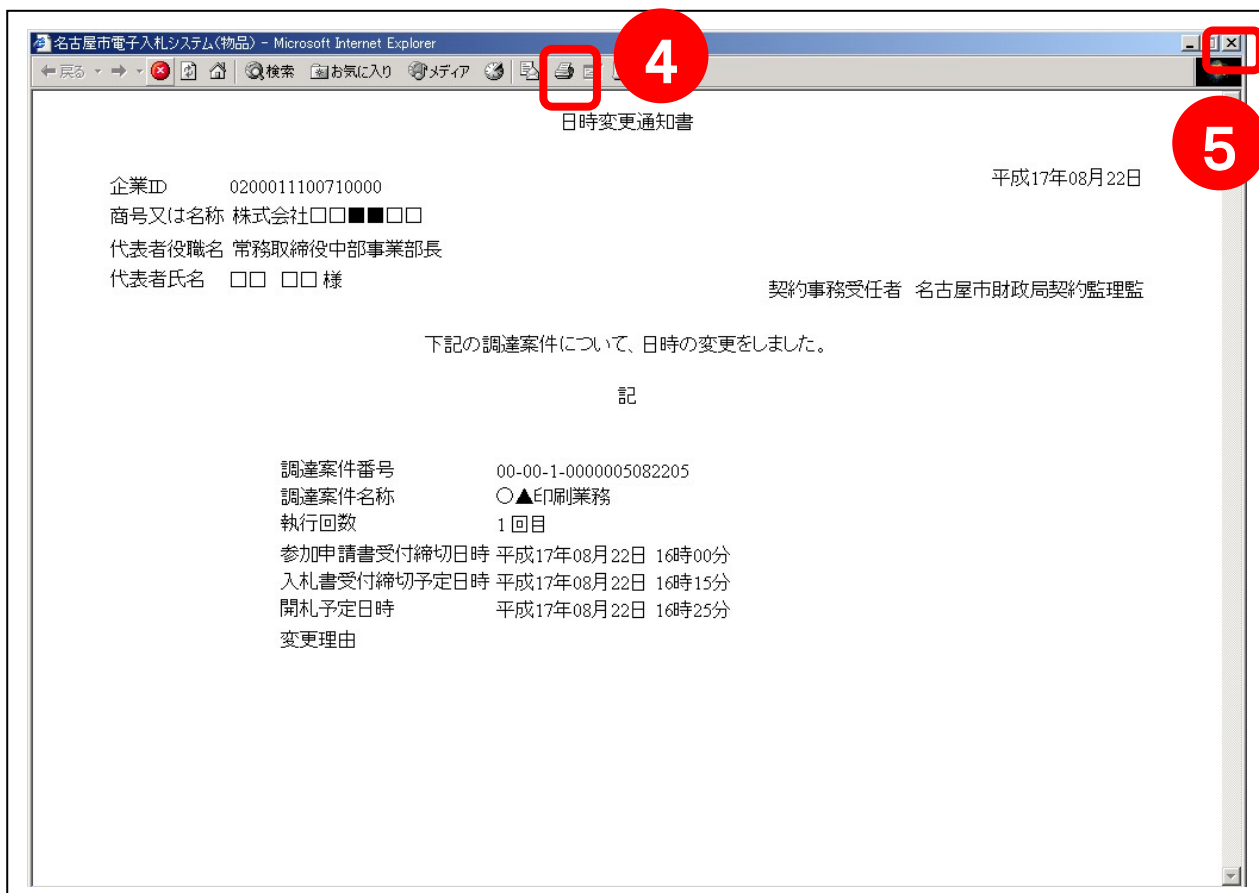 名古屋市電子入札システム(物品) - Microsoft Internet Explorer
戻る 検索 お気に入り メディア
4
5
日時変更通知書
平成17年08月22日
企業ID 0200011100710000
商号又は名称 株式会社□□■■□□
代表者役職名 常務取締役中部事業部長
代表者氏名 □□ □□ 様
契約事務受任者 名古屋市財政局契約監理監
下記の調達案件について、日時の変更をしました。
記
調達案件番号 00-00-1-0000005082205
調達案件名称 ○▲印刷業務
執行回数 1回目
参加申請書受付締切日時 平成17年08月22日 16時00分
入札書受付締切予定日時 平成17年08月22日 16時15分
開札予定日時 平成17年08月22日 16時25分
変更理由